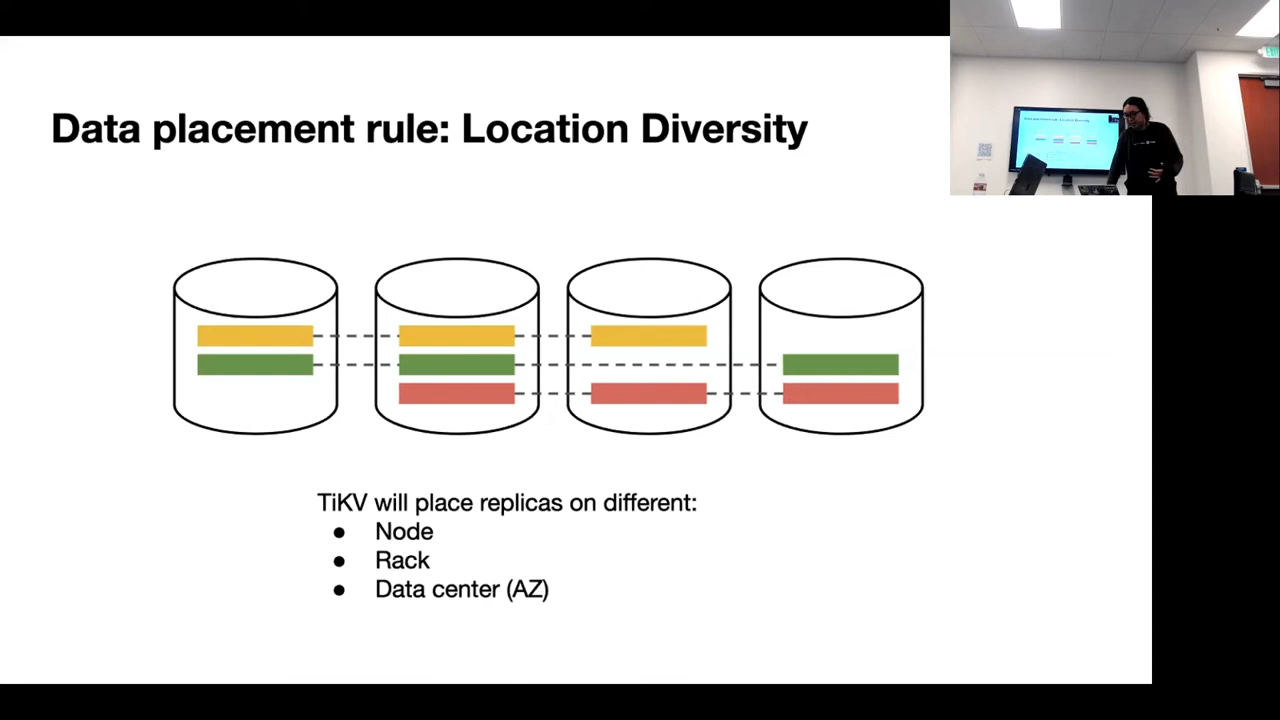 Data placement rule: Location Diversity
TiKV will place replicas on different:
● Node
● Rack
● Data center (AZ)